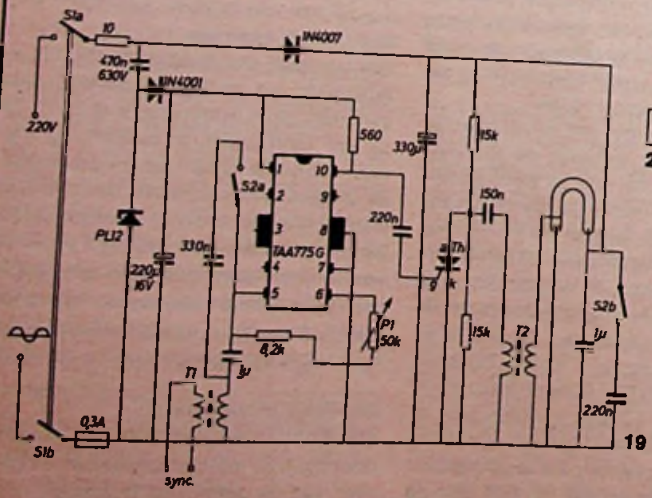 S1a
10
1N4007
470n
630V
1N4001
220V
560
330µ
15k
1
10
S2a
2
9
150n
220n
3
8
a Th
PL12
330n
TAA775G
g k
220µ
16V
4
7
5
6
P1
50k
15k
T2
S2b
8,2k
1µ
1µ
T1
220n
0,3A
S1b
19
sync.
2